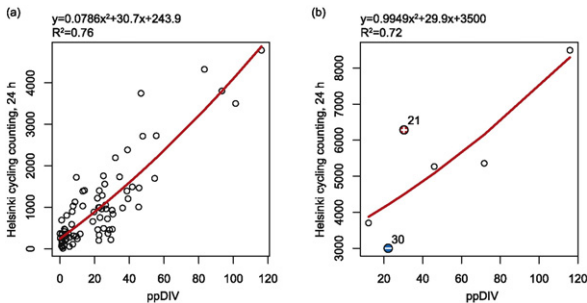 (a)
y=0.0786x²+30.7x+243.9
R²=0.76
Helsinki cycling counting, 24 h
0 1000 2000 3000 4000
0 20 40 60 80 100 120
ppDIV
(b)
y=0.9949x²+29.9x+3500
R²=0.72
Helsinki cycling counting, 24 h
3000 4000 5000 6000 7000 8000
21
30
20 40 60 80 100 120
ppDIV